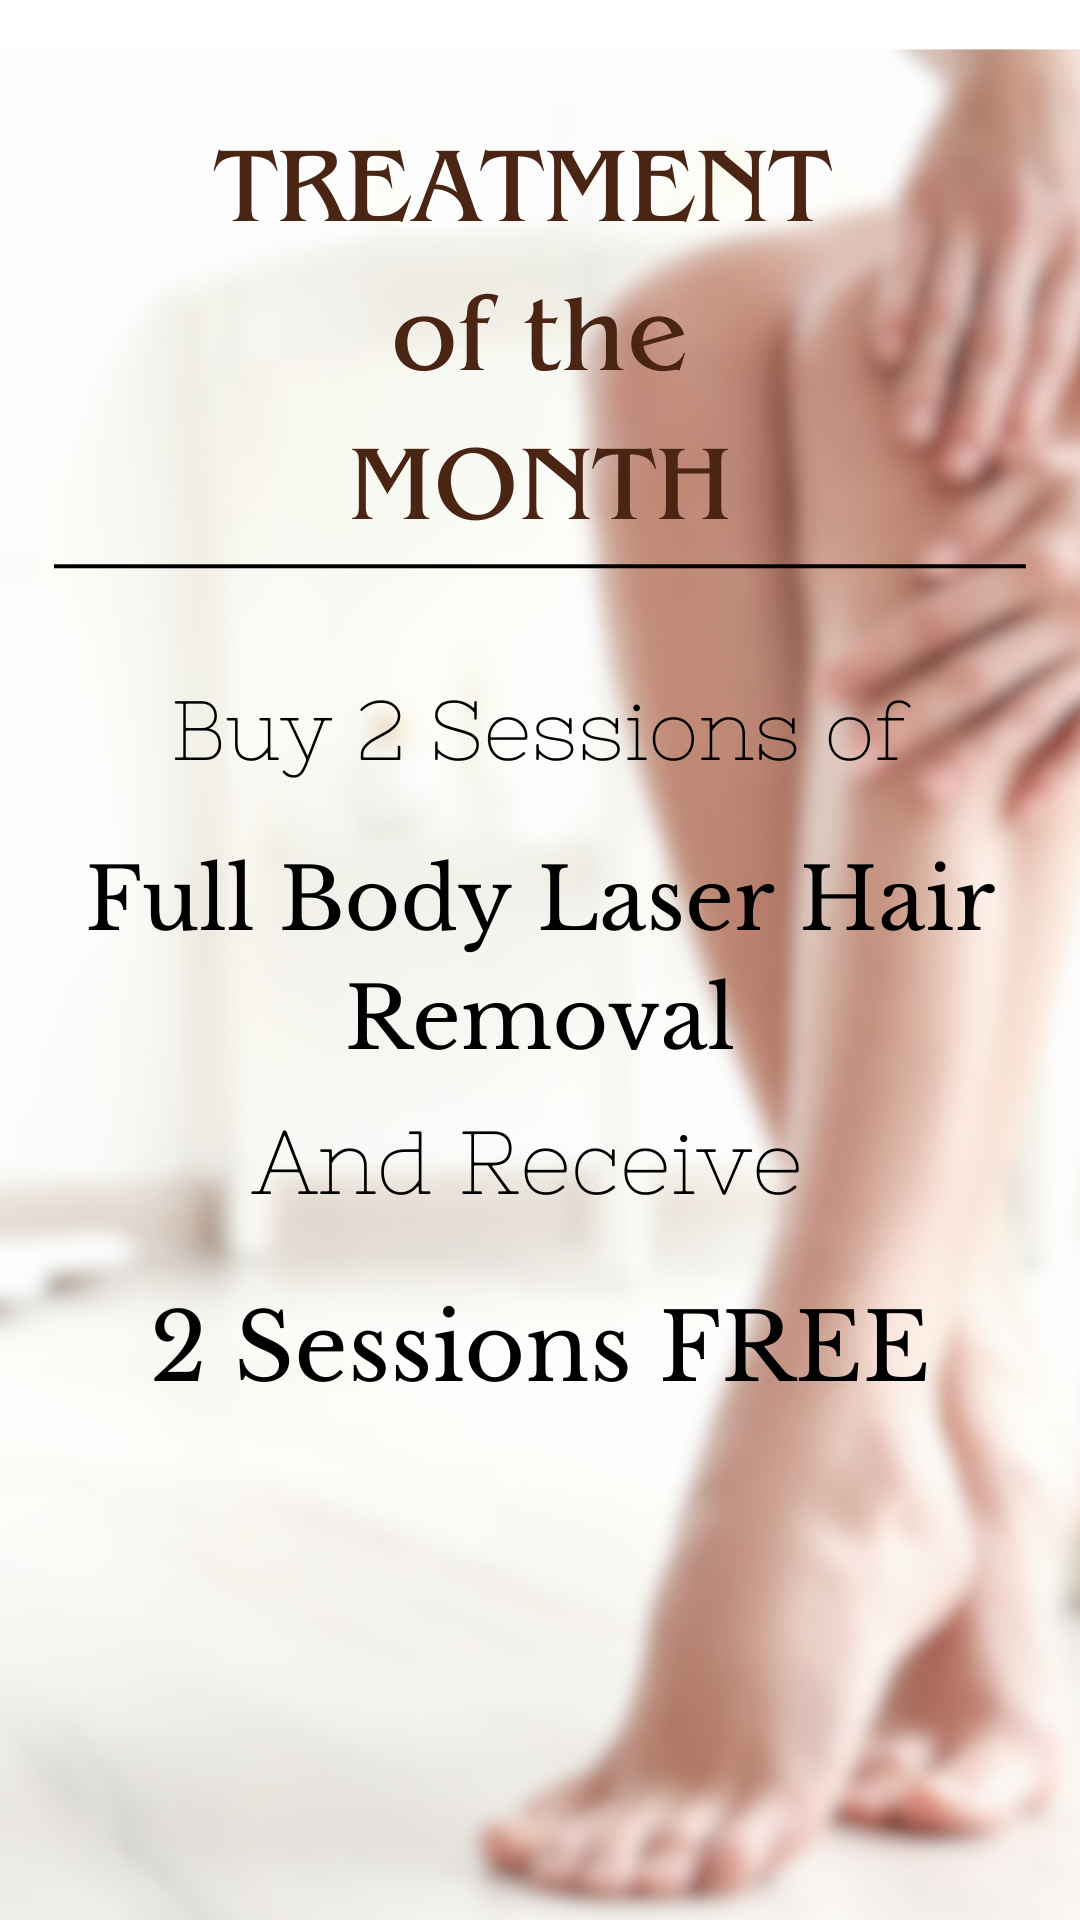 TREATMENT
of the
MONTH
Buy 2 Sessions of
Full Body Laser Hair
Removal
And Receive
2 Sessions FREE